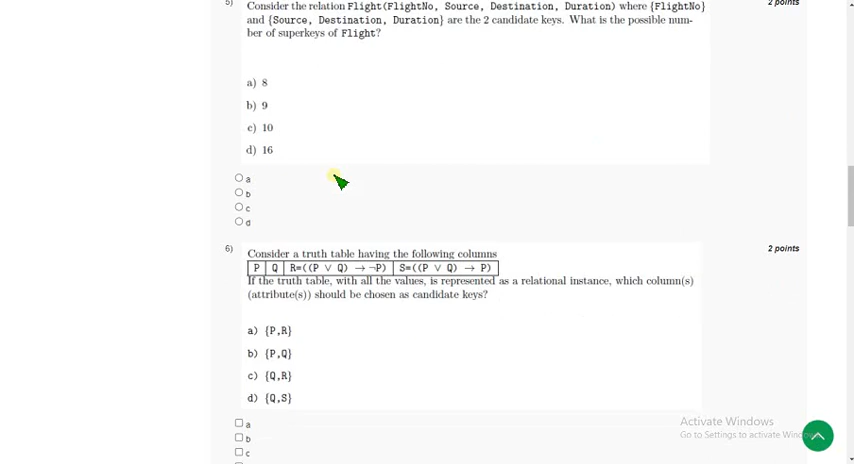 5)
2 points
Consider the relation Flight(FlightNo, Source, Destination, Duration) where {FlightNo}
and {Source, Destination, Duration} are the 2 candidate keys. What is the possible num-
ber of superkeys of Flight?
a) 8
b) 9
c) 10
d) 16
a
b
c
d
6)
2 points
Consider a truth table having the following columns
P Q R=((P ∨ Q) → ¬P) S=((P ∨ Q) → P)
If the truth table, with all the values, is represented as a relational instance, which column(s)
(attribute(s)) should be chosen as candidate keys?
a) {P,R}
b) {P,Q}
c) {Q,R}
d) {Q,S}
a
b
c
Activate Windows
Go to Settings to activate